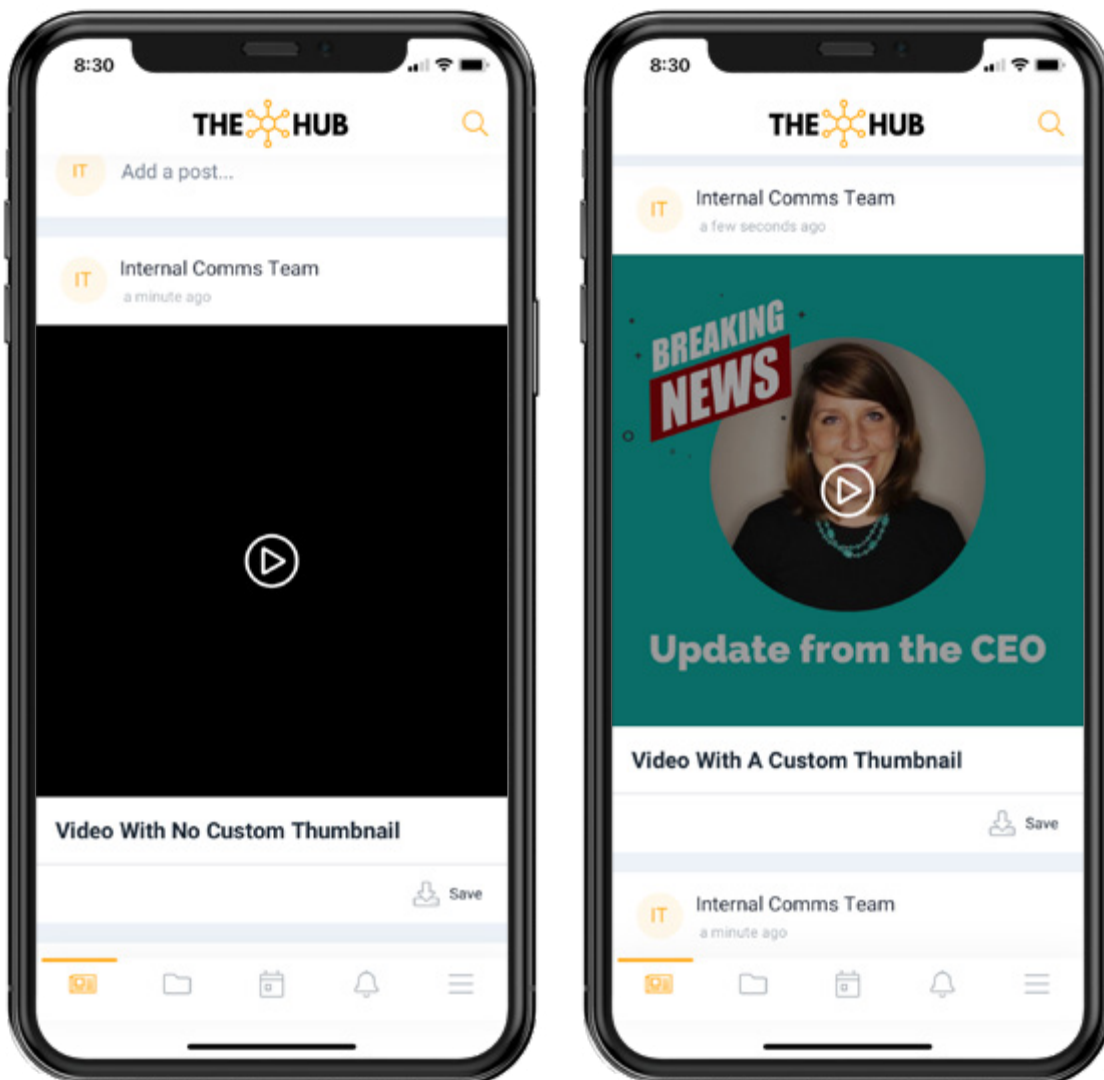 8:30
THE HUB
IT
Add a post...
IT
Internal Comms Team
a minute ago
Video With No Custom Thumbnail
Save
8:30
THE HUB
IT
Internal Comms Team
a few seconds ago
BREAKING
NEWS
Update from the CEO
Video With A Custom Thumbnail
Save
IT
Internal Comms Team
a minute ago